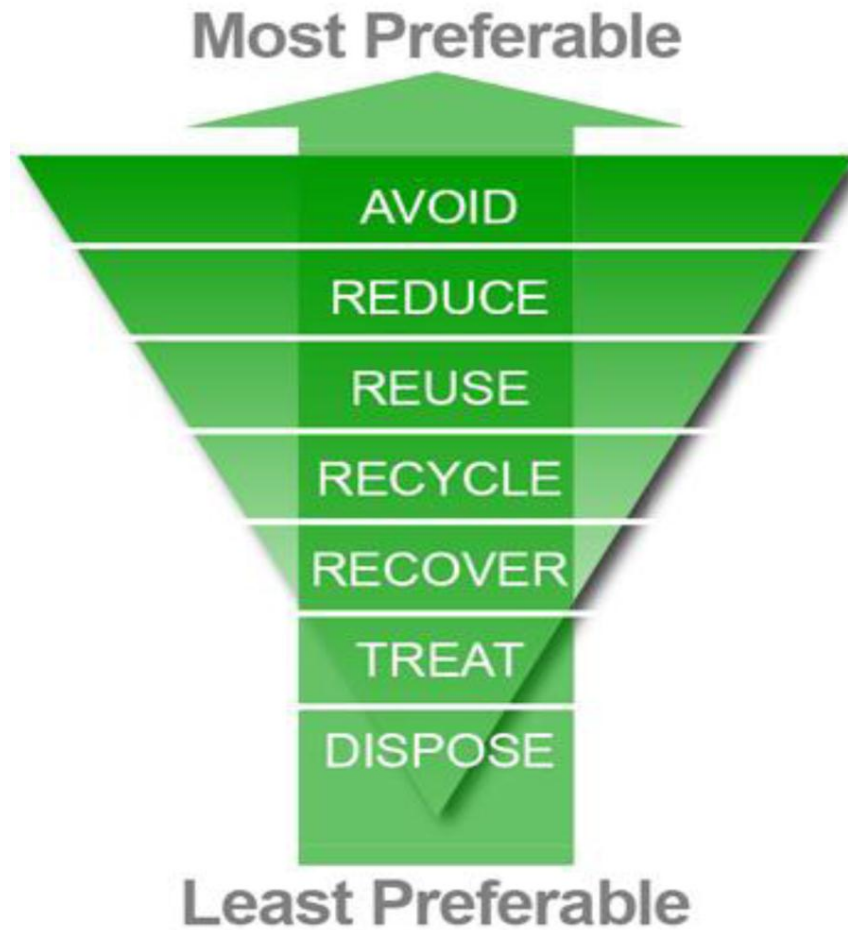 Most Preferable
AVOID
REDUCE
REUSE
RECYCLE
RECOVER
TREAT
DISPOSE
Least Preferable